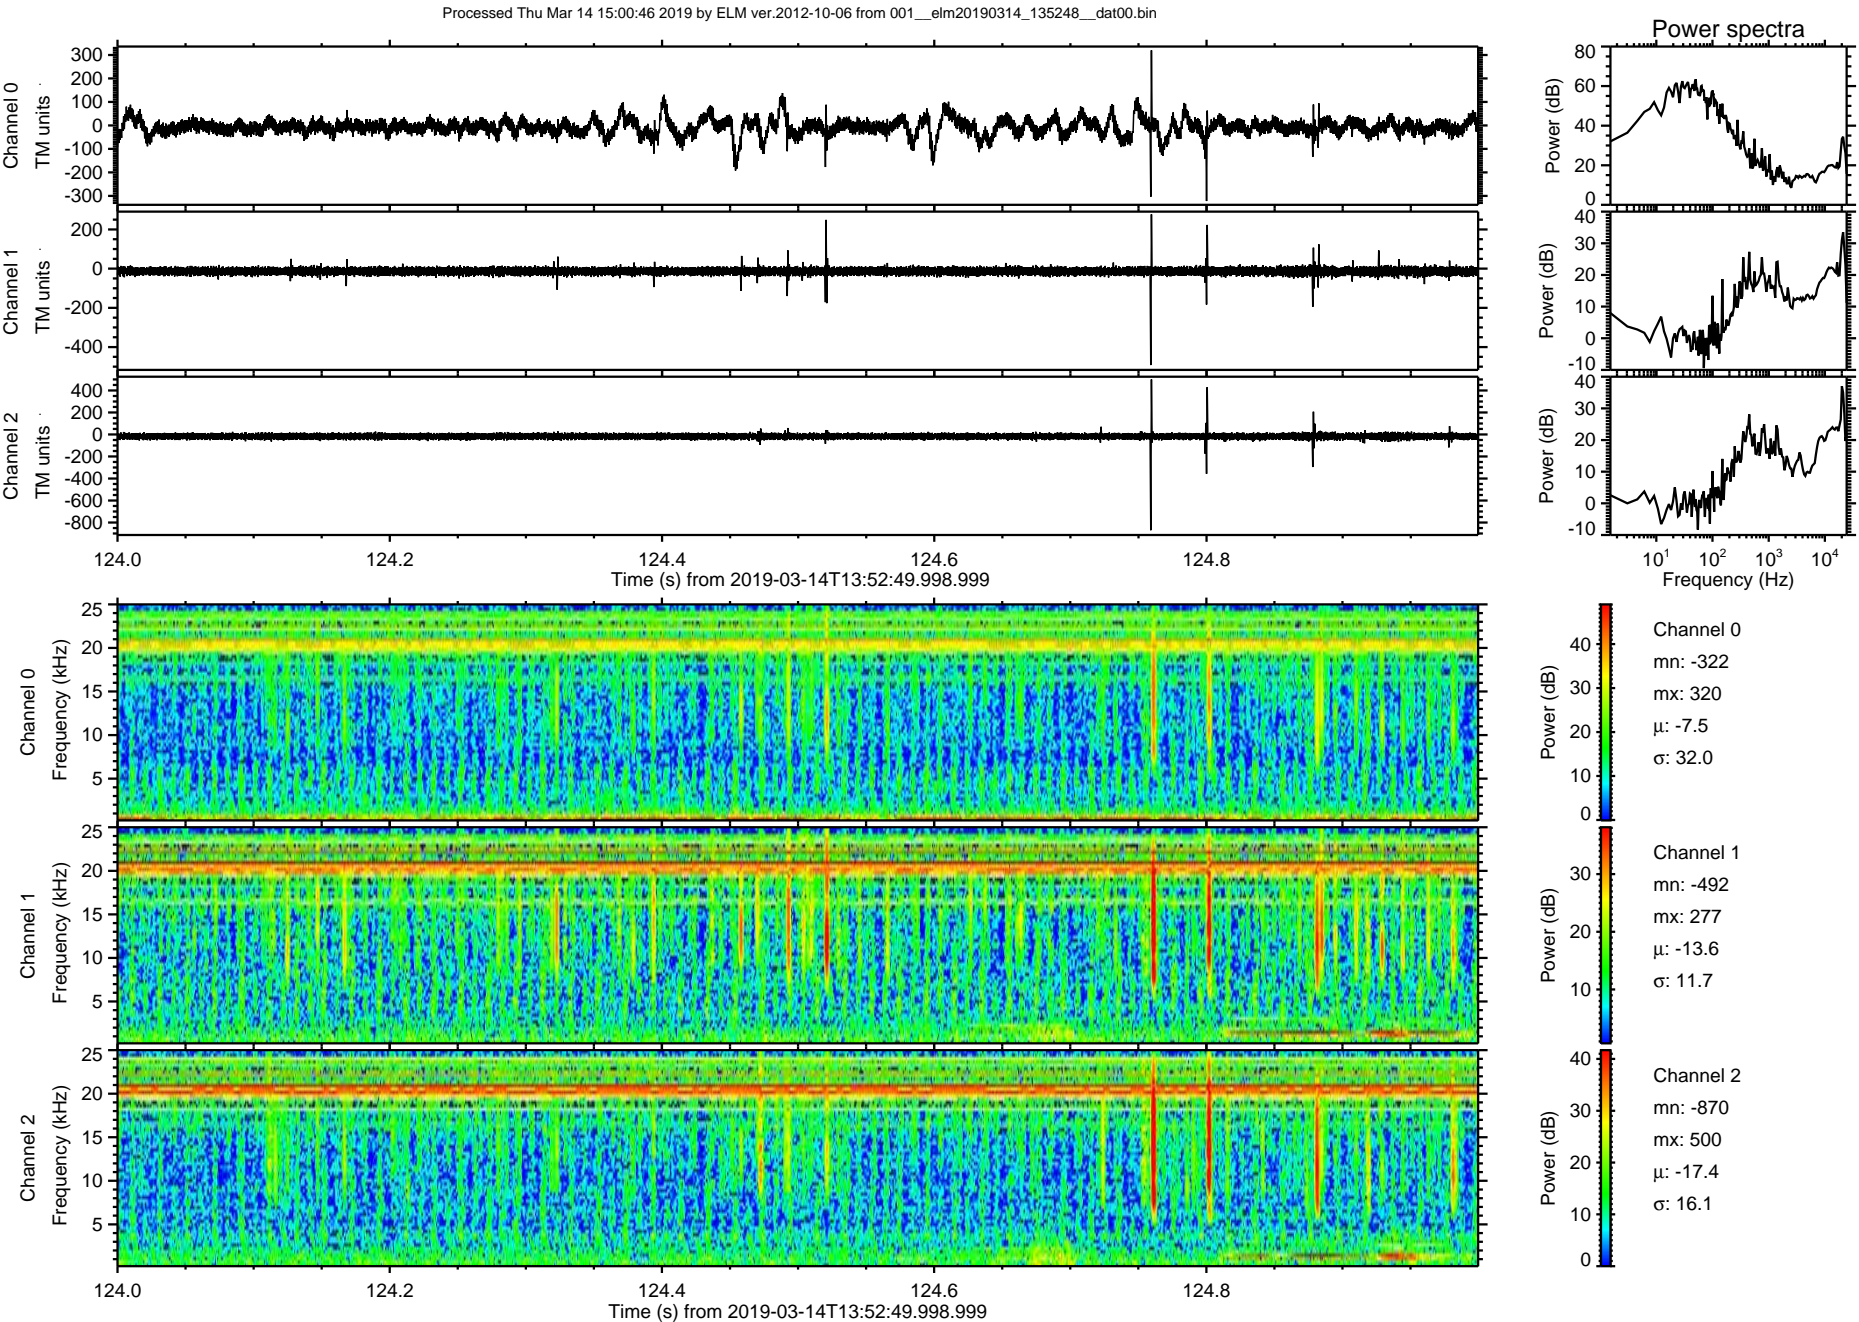 Processed Thu Mar 14 15:00:46 2019 by ELM ver.2012-10-06 from 001__elm20190314_135248__dat00.bin
Power spectra
Channel 0
TM units
300
200
100
0
-100
-200
-300
Power (dB)
80
60
40
20
0
Channel 1
TM units
200
0
-200
-400
Power (dB)
40
30
20
10
0
-10
Channel 2
TM units
400
200
0
-200
-400
-600
-800
Power (dB)
40
30
20
10
0
-10
124.0 124.2 124.4 124.6 124.8
Time (s) from 2019-03-14T13:52:49.998.999
10¹ 10² 10³ 10⁴
Frequency (Hz)
Channel 0
Frequency (kHz)
25
20
15
10
5
Power (dB)
40
30
20
10
0
Channel 0
mn: -322
mx: 320
μ: -7.5
σ: 32.0
Channel 1
Frequency (kHz)
25
20
15
10
5
Power (dB)
30
20
10
Channel 1
mn: -492
mx: 277
μ: -13.6
σ: 11.7
Channel 2
Frequency (kHz)
25
20
15
10
5
Power (dB)
40
30
20
10
0
Channel 2
mn: -870
mx: 500
μ: -17.4
σ: 16.1
124.0 124.2 124.4 124.6 124.8
Time (s) from 2019-03-14T13:52:49.998.999